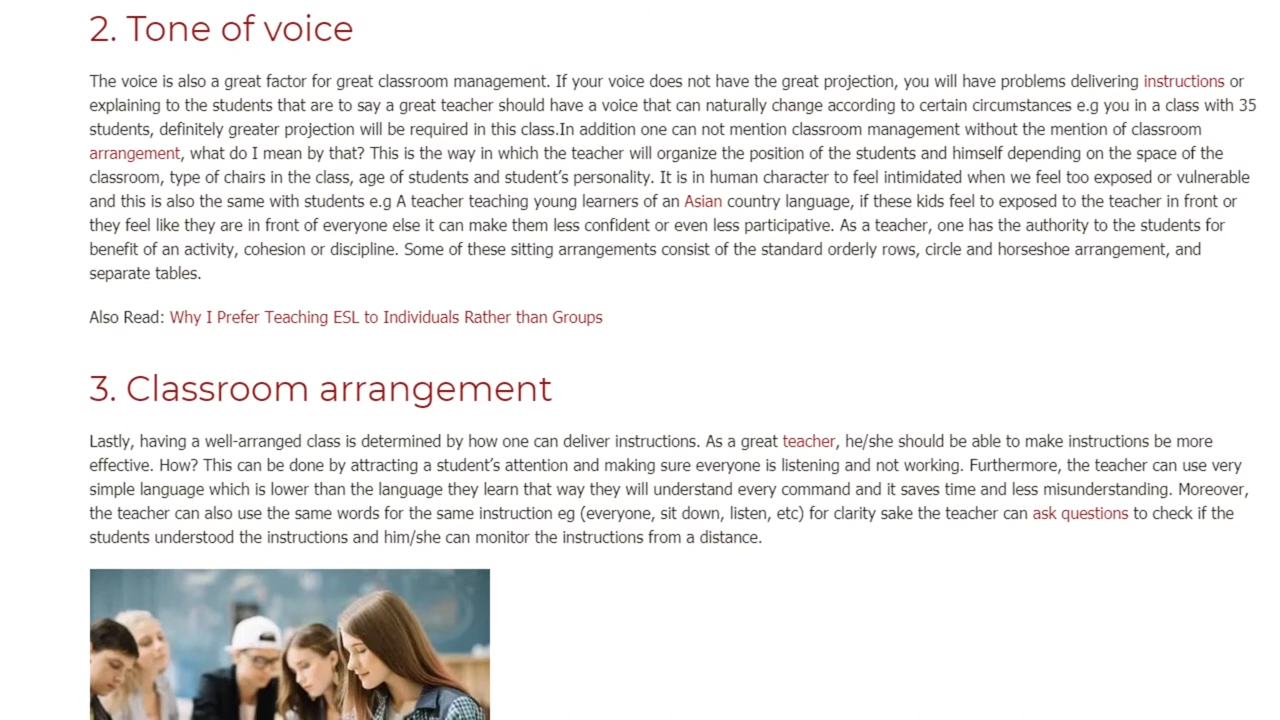 2. Tone of voice
The voice is also a great factor for great classroom management. If your voice does not have the great projection, you will have problems delivering instructions or
explaining to the students that are to say a great teacher should have a voice that can naturally change according to certain circumstances e.g you in a class with 35
students, definitely greater projection will be required in this class.In addition one can not mention classroom management without the mention of classroom
arrangement, what do I mean by that? This is the way in which the teacher will organize the position of the students and himself depending on the space of the
classroom, type of chairs in the class, age of students and student’s personality. It is in human character to feel intimidated when we feel too exposed or vulnerable
and this is also the same with students e.g A teacher teaching young learners of an Asian country language, if these kids feel to exposed to the teacher in front or
they feel like they are in front of everyone else it can make them less confident or even less participative. As a teacher, one has the authority to the students for
benefit of an activity, cohesion or discipline. Some of these sitting arrangements consist of the standard orderly rows, circle and horseshoe arrangement, and
separate tables.
Also Read: Why I Prefer Teaching ESL to Individuals Rather than Groups
3. Classroom arrangement
Lastly, having a well-arranged class is determined by how one can deliver instructions. As a great teacher, he/she should be able to make instructions be more
effective. How? This can be done by attracting a student’s attention and making sure everyone is listening and not working. Furthermore, the teacher can use very
simple language which is lower than the language they learn that way they will understand every command and it saves time and less misunderstanding. Moreover,
the teacher can also use the same words for the same instruction eg (everyone, sit down, listen, etc) for clarity sake the teacher can ask questions to check if the
students understood the instructions and him/she can monitor the instructions from a distance.